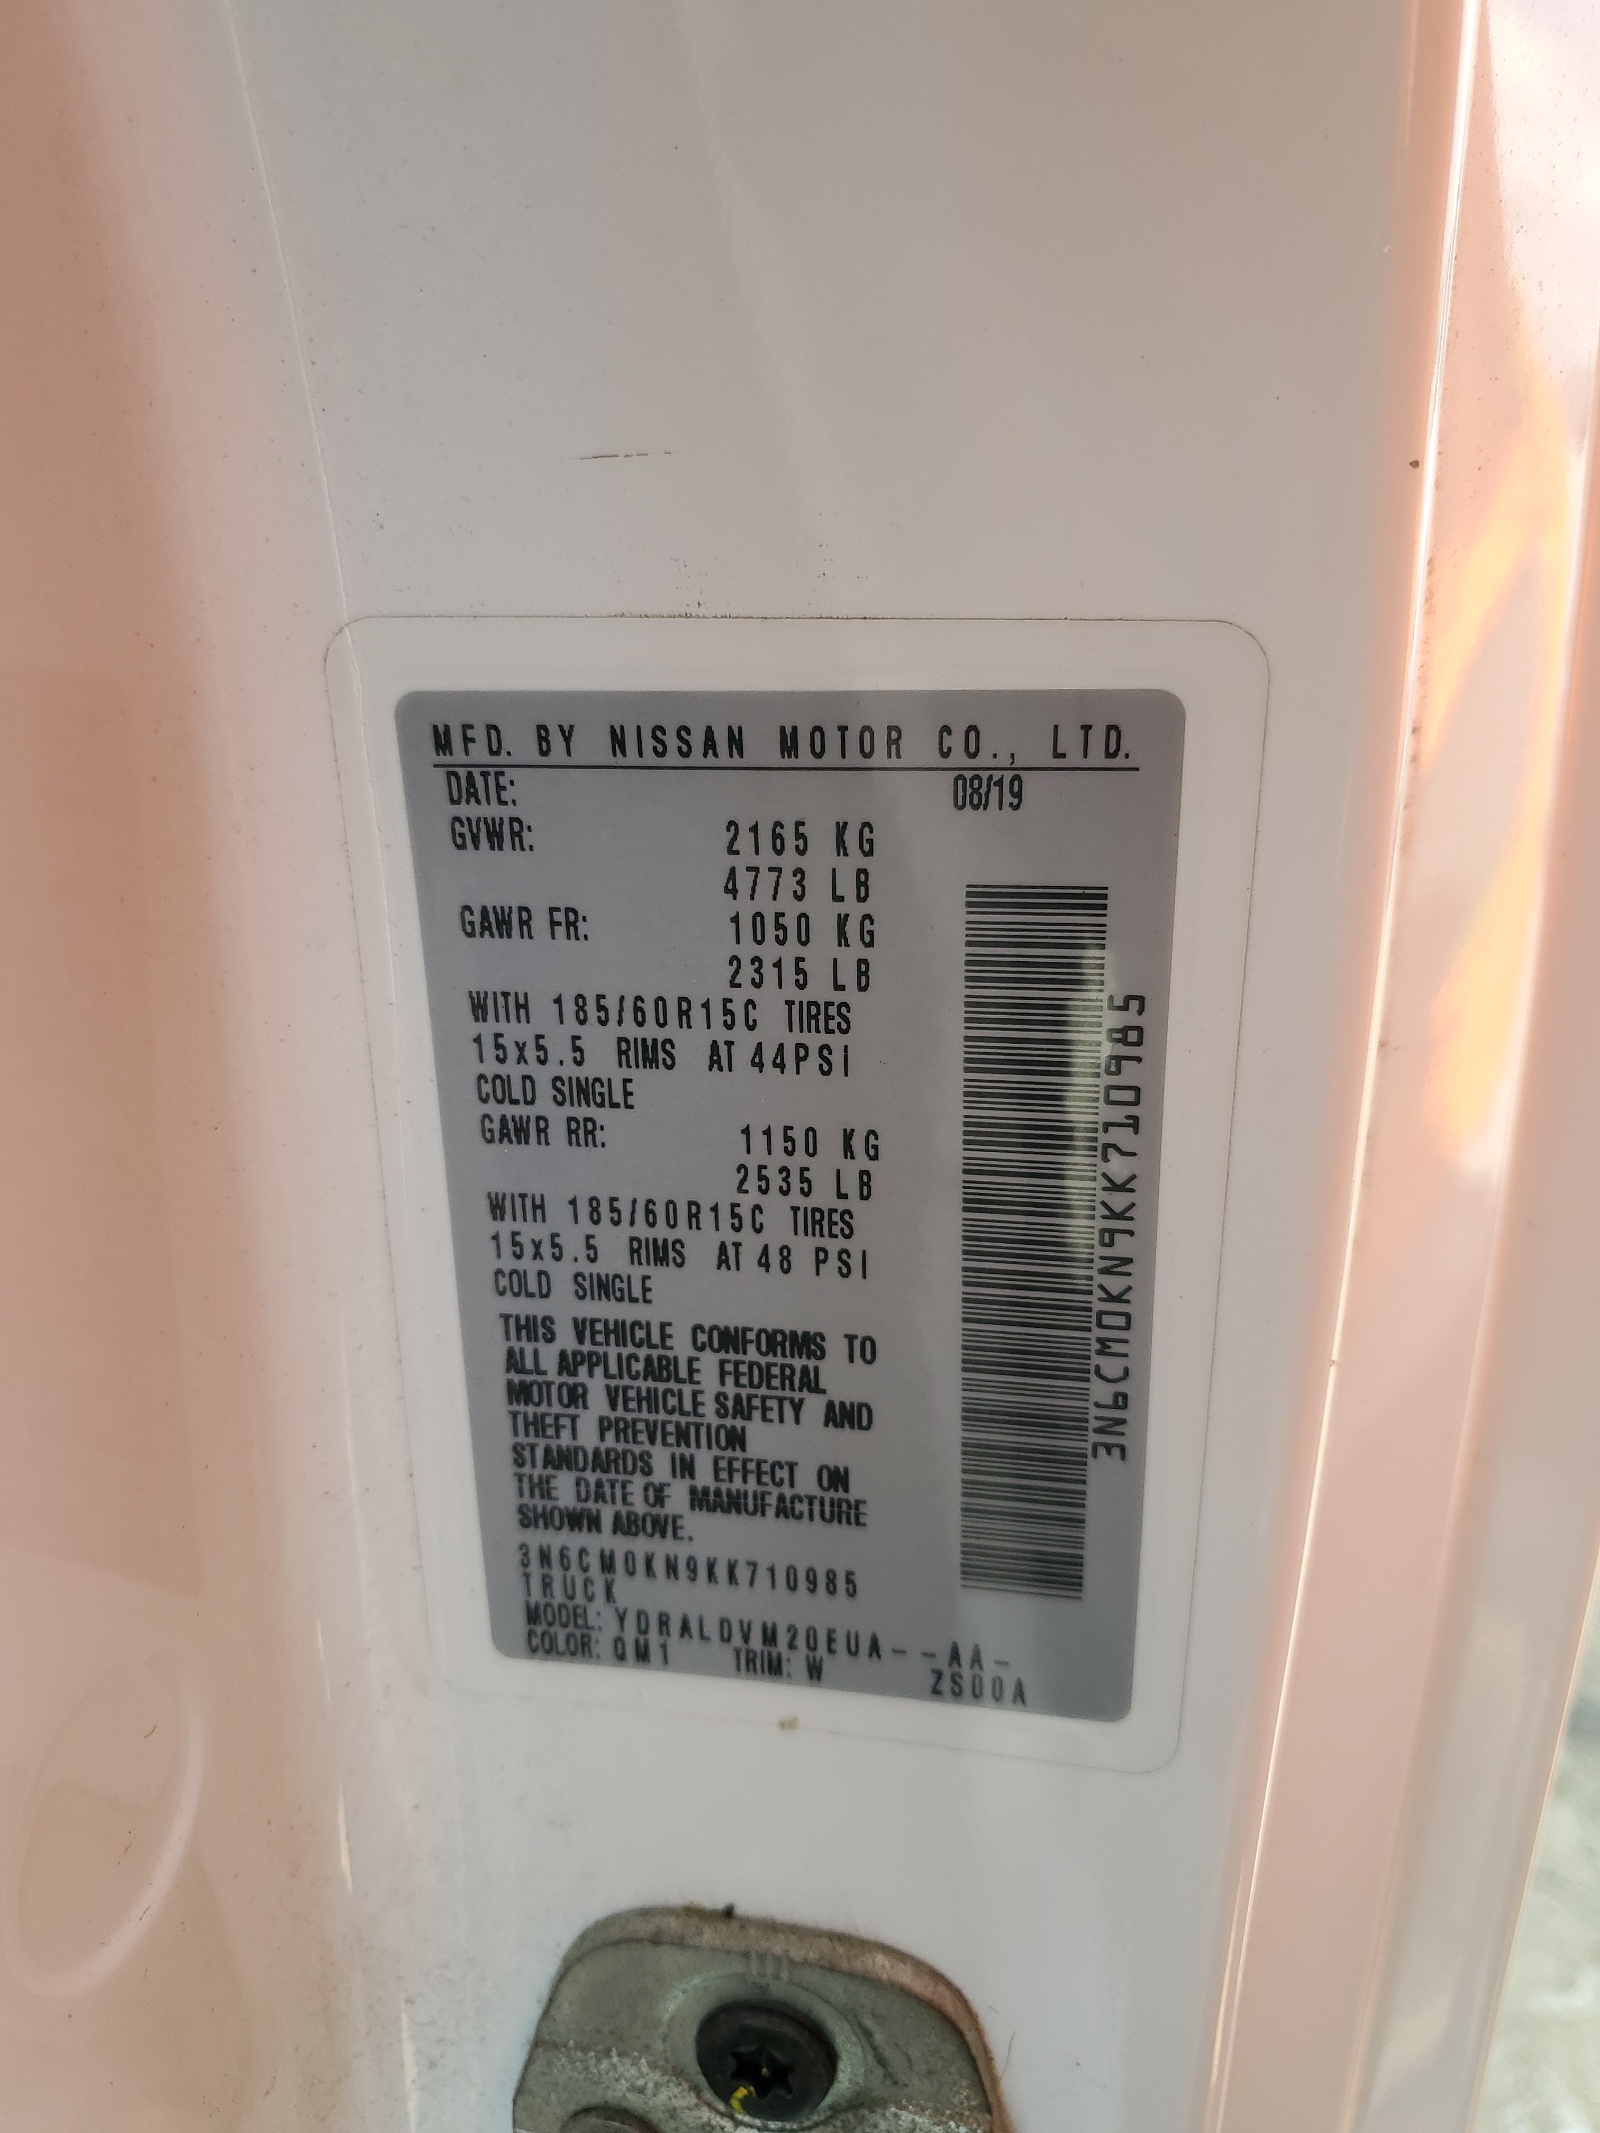 MFD. BY NISSAN MOTOR CO., LTD.
DATE: 08/19
GVWR: 2165 KG
4773 LB
GAWR FR: 1050 KG
2315 LB
WITH 185/60R15C TIRES
15x5.5 RIMS AT 44PSI
COLD SINGLE
GAWR RR: 1150 KG
2535 LB
WITH 185/60R15C TIRES
15x5.5 RIMS AT 48 PSI
COLD SINGLE
THIS VEHICLE CONFORMS TO
ALL APPLICABLE FEDERAL
MOTOR VEHICLE SAFETY AND
THEFT PREVENTION
STANDARDS IN EFFECT ON
THE DATE OF MANUFACTURE
SHOWN ABOVE.
3N6CM0KN9KK710985
TRUCK
MODEL: YDRALDVM20EUA--AA-
COLOR: QM1 TRIM: W ZS00A
3N6CM0KN9KK710985